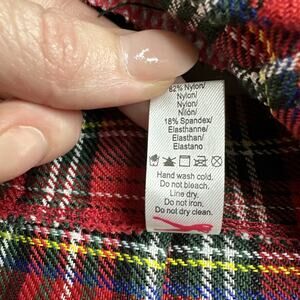 82% Nylon/
Nylon/
Nylon/
Nilón/
18% Spandex/
Elasthanne/
Elasthan/
Elastano
Hand wash cold.
Do not bleach.
Line dry.
Do not iron.
Do not dry clean.